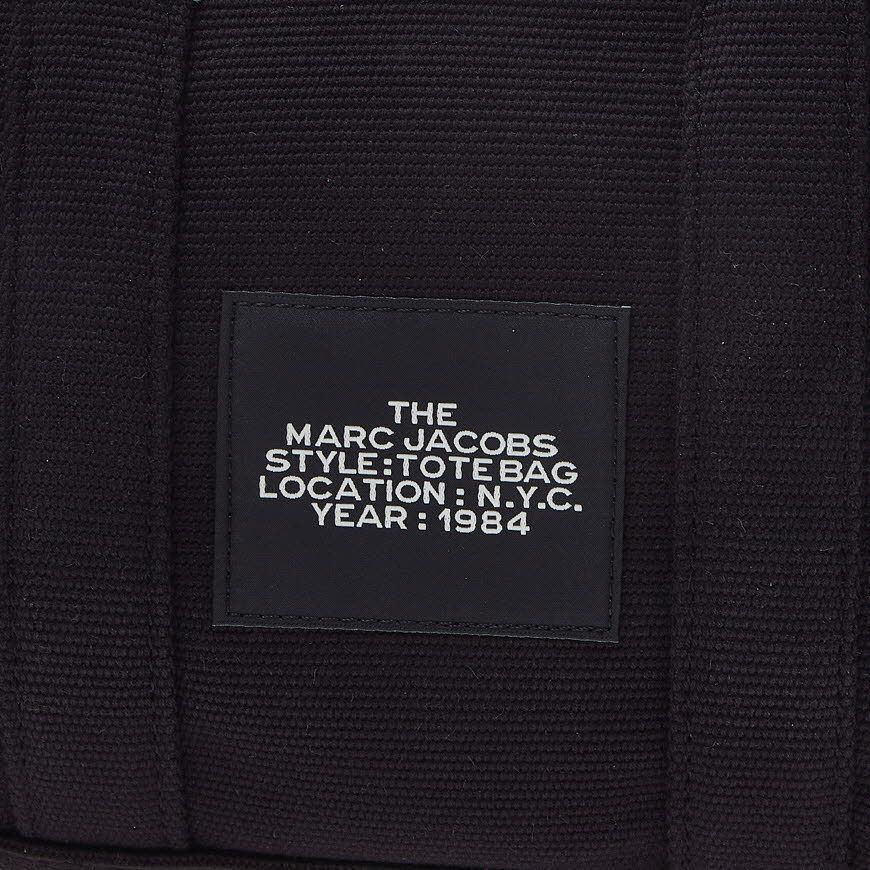 THE
MARC JACOBS
STYLE: TOTE BAG
LOCATION : N.Y.C.
YEAR : 1984